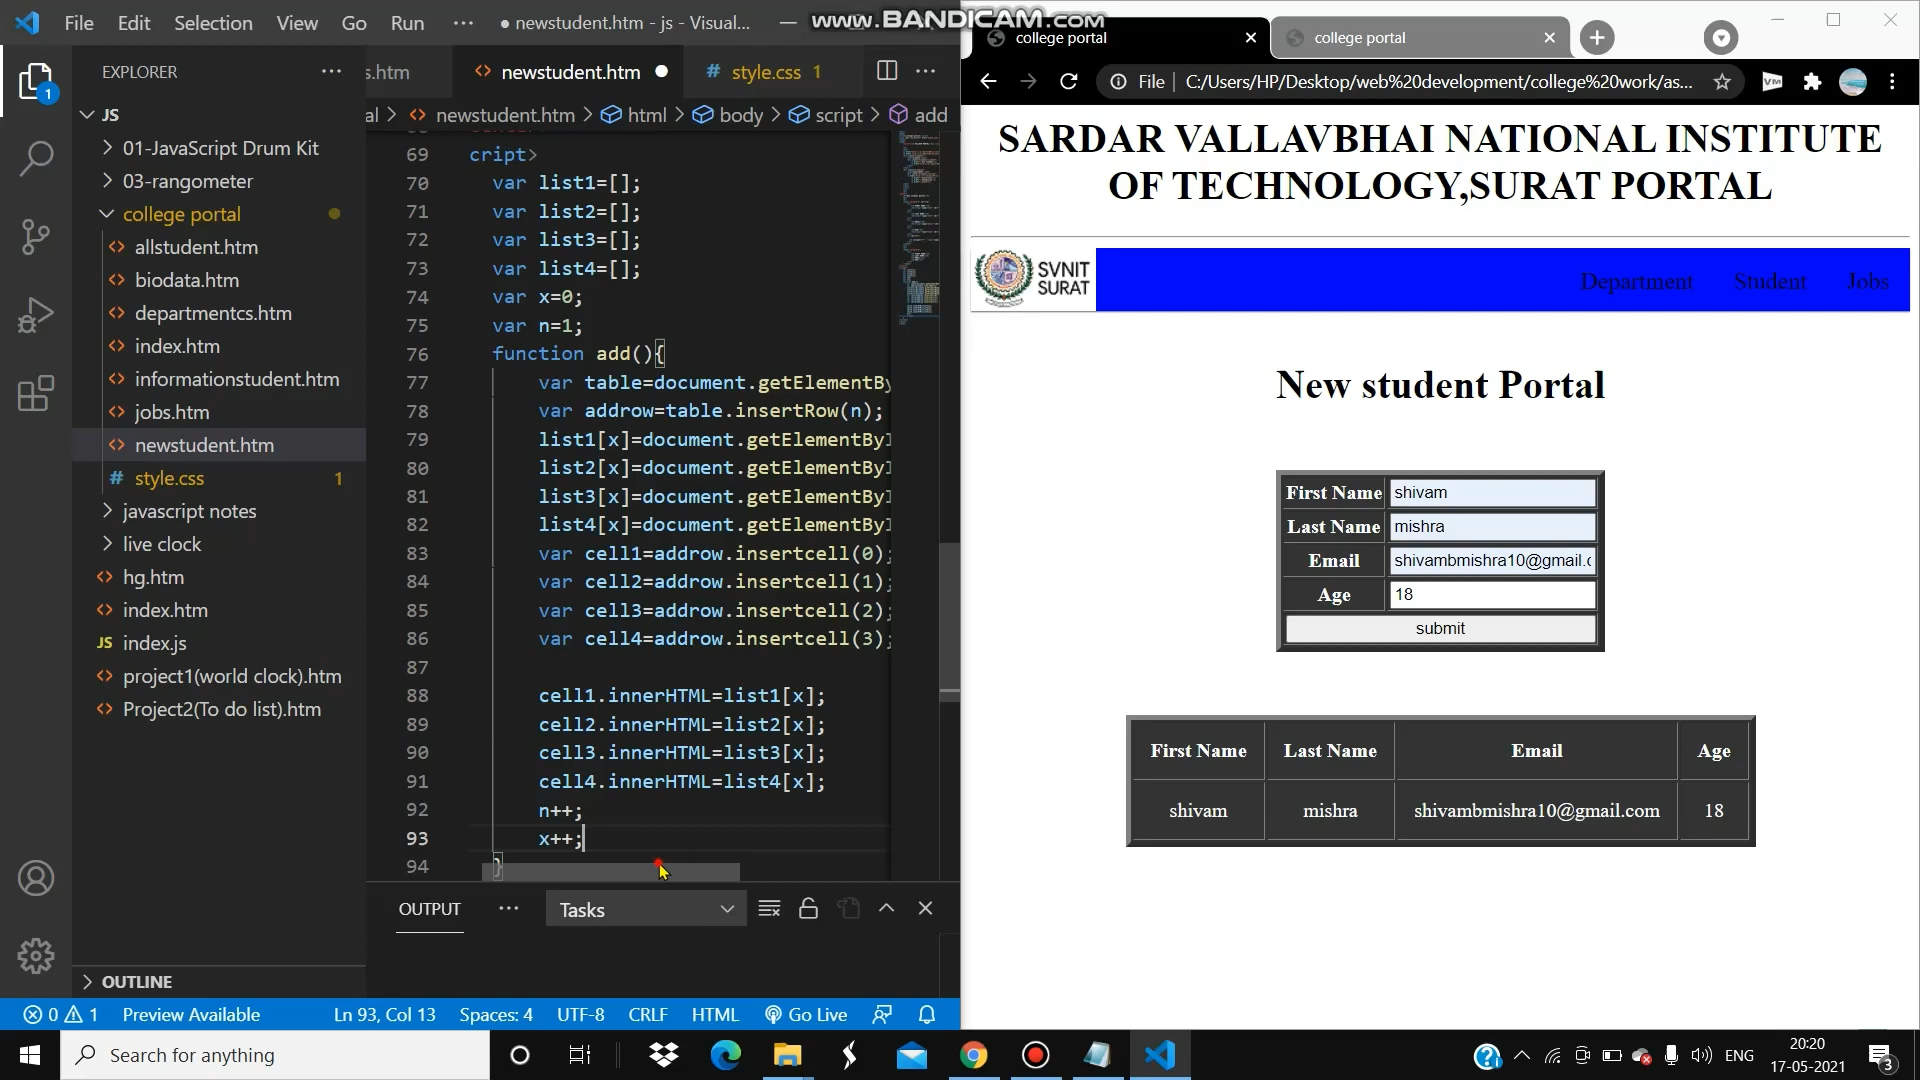 File Edit Selection View Go Run ··· ● newstudent.htm - js - Visual...
www.BANDICAM.com
EXPLORER
JS
01-JavaScript Drum Kit
03-rangometer
college portal
allstudent.htm
biodata.htm
departmentcs.htm
index.htm
informationstudent.htm
jobs.htm
newstudent.htm
style.css 1
javascript notes
live clock
hg.htm
index.htm
JS index.js
project1(world clock).htm
Project2(To do list).htm
OUTLINE
1
s.htm newstudent.htm ● # style.css 1
al > newstudent.htm > html > body > script > add
69 cript>
70 var list1=[];
71 var list2=[];
72 var list3=[];
73 var list4=[];
74 var x=0;
75 var n=1;
76 function add(){
77 var table=document.getElementBy
78 var addrow=table.insertRow(n);
79 list1[x]=document.getElementByI
80 list2[x]=document.getElementByI
81 list3[x]=document.getElementByI
82 list4[x]=document.getElementByI
83 var cell1=addrow.insertcell(0);
84 var cell2=addrow.insertcell(1);
85 var cell3=addrow.insertcell(2);
86 var cell4=addrow.insertcell(3);
87
88 cell1.innerHTML=list1[x];
89 cell2.innerHTML=list2[x];
90 cell3.innerHTML=list3[x];
91 cell4.innerHTML=list4[x];
92 n++;
93 x++;
94 }
OUTPUT ··· Tasks
0 1 Preview Available Ln 93, Col 13 Spaces: 4 UTF-8 CRLF HTML Go Live
college portal
college portal
File | C:/Users/HP/Desktop/web%20development/college%20work/as...
VM
SARDAR VALLAVBHAI NATIONAL INSTITUTE
OF TECHNOLOGY,SURAT PORTAL
SVNIT
SURAT
Department Student Jobs
New student Portal
First Name shivam
Last Name mishra
Email shivambmishra10@gmail.c
Age 18
submit
First Name Last Name Email Age
shivam mishra shivambmishra10@gmail.com 18
Search for anything
ENG
20:20
17-05-2021
3